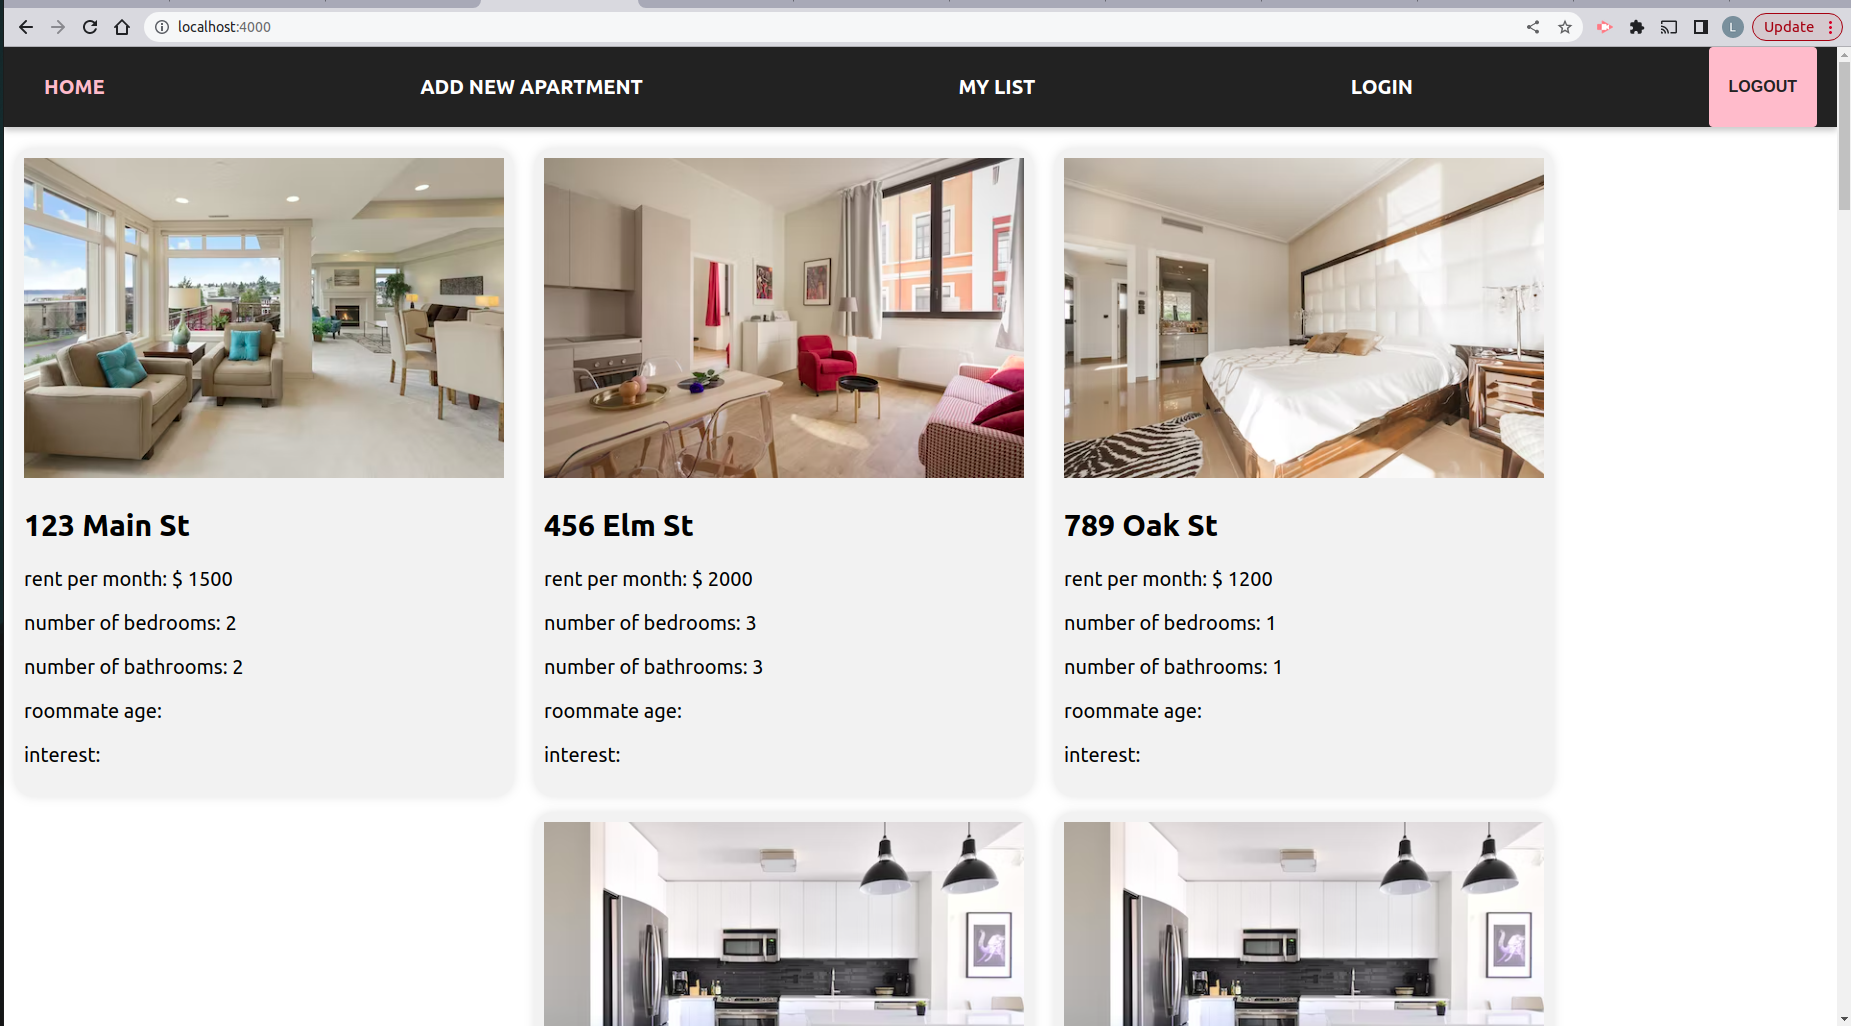 localhost:4000
L
Update
HOME
ADD NEW APARTMENT
MY LIST
LOGIN
LOGOUT
123 Main St
rent per month: $ 1500
number of bedrooms: 2
number of bathrooms: 2
roommate age:
interest:
456 Elm St
rent per month: $ 2000
number of bedrooms: 3
number of bathrooms: 3
roommate age:
interest:
789 Oak St
rent per month: $ 1200
number of bedrooms: 1
number of bathrooms: 1
roommate age:
interest: